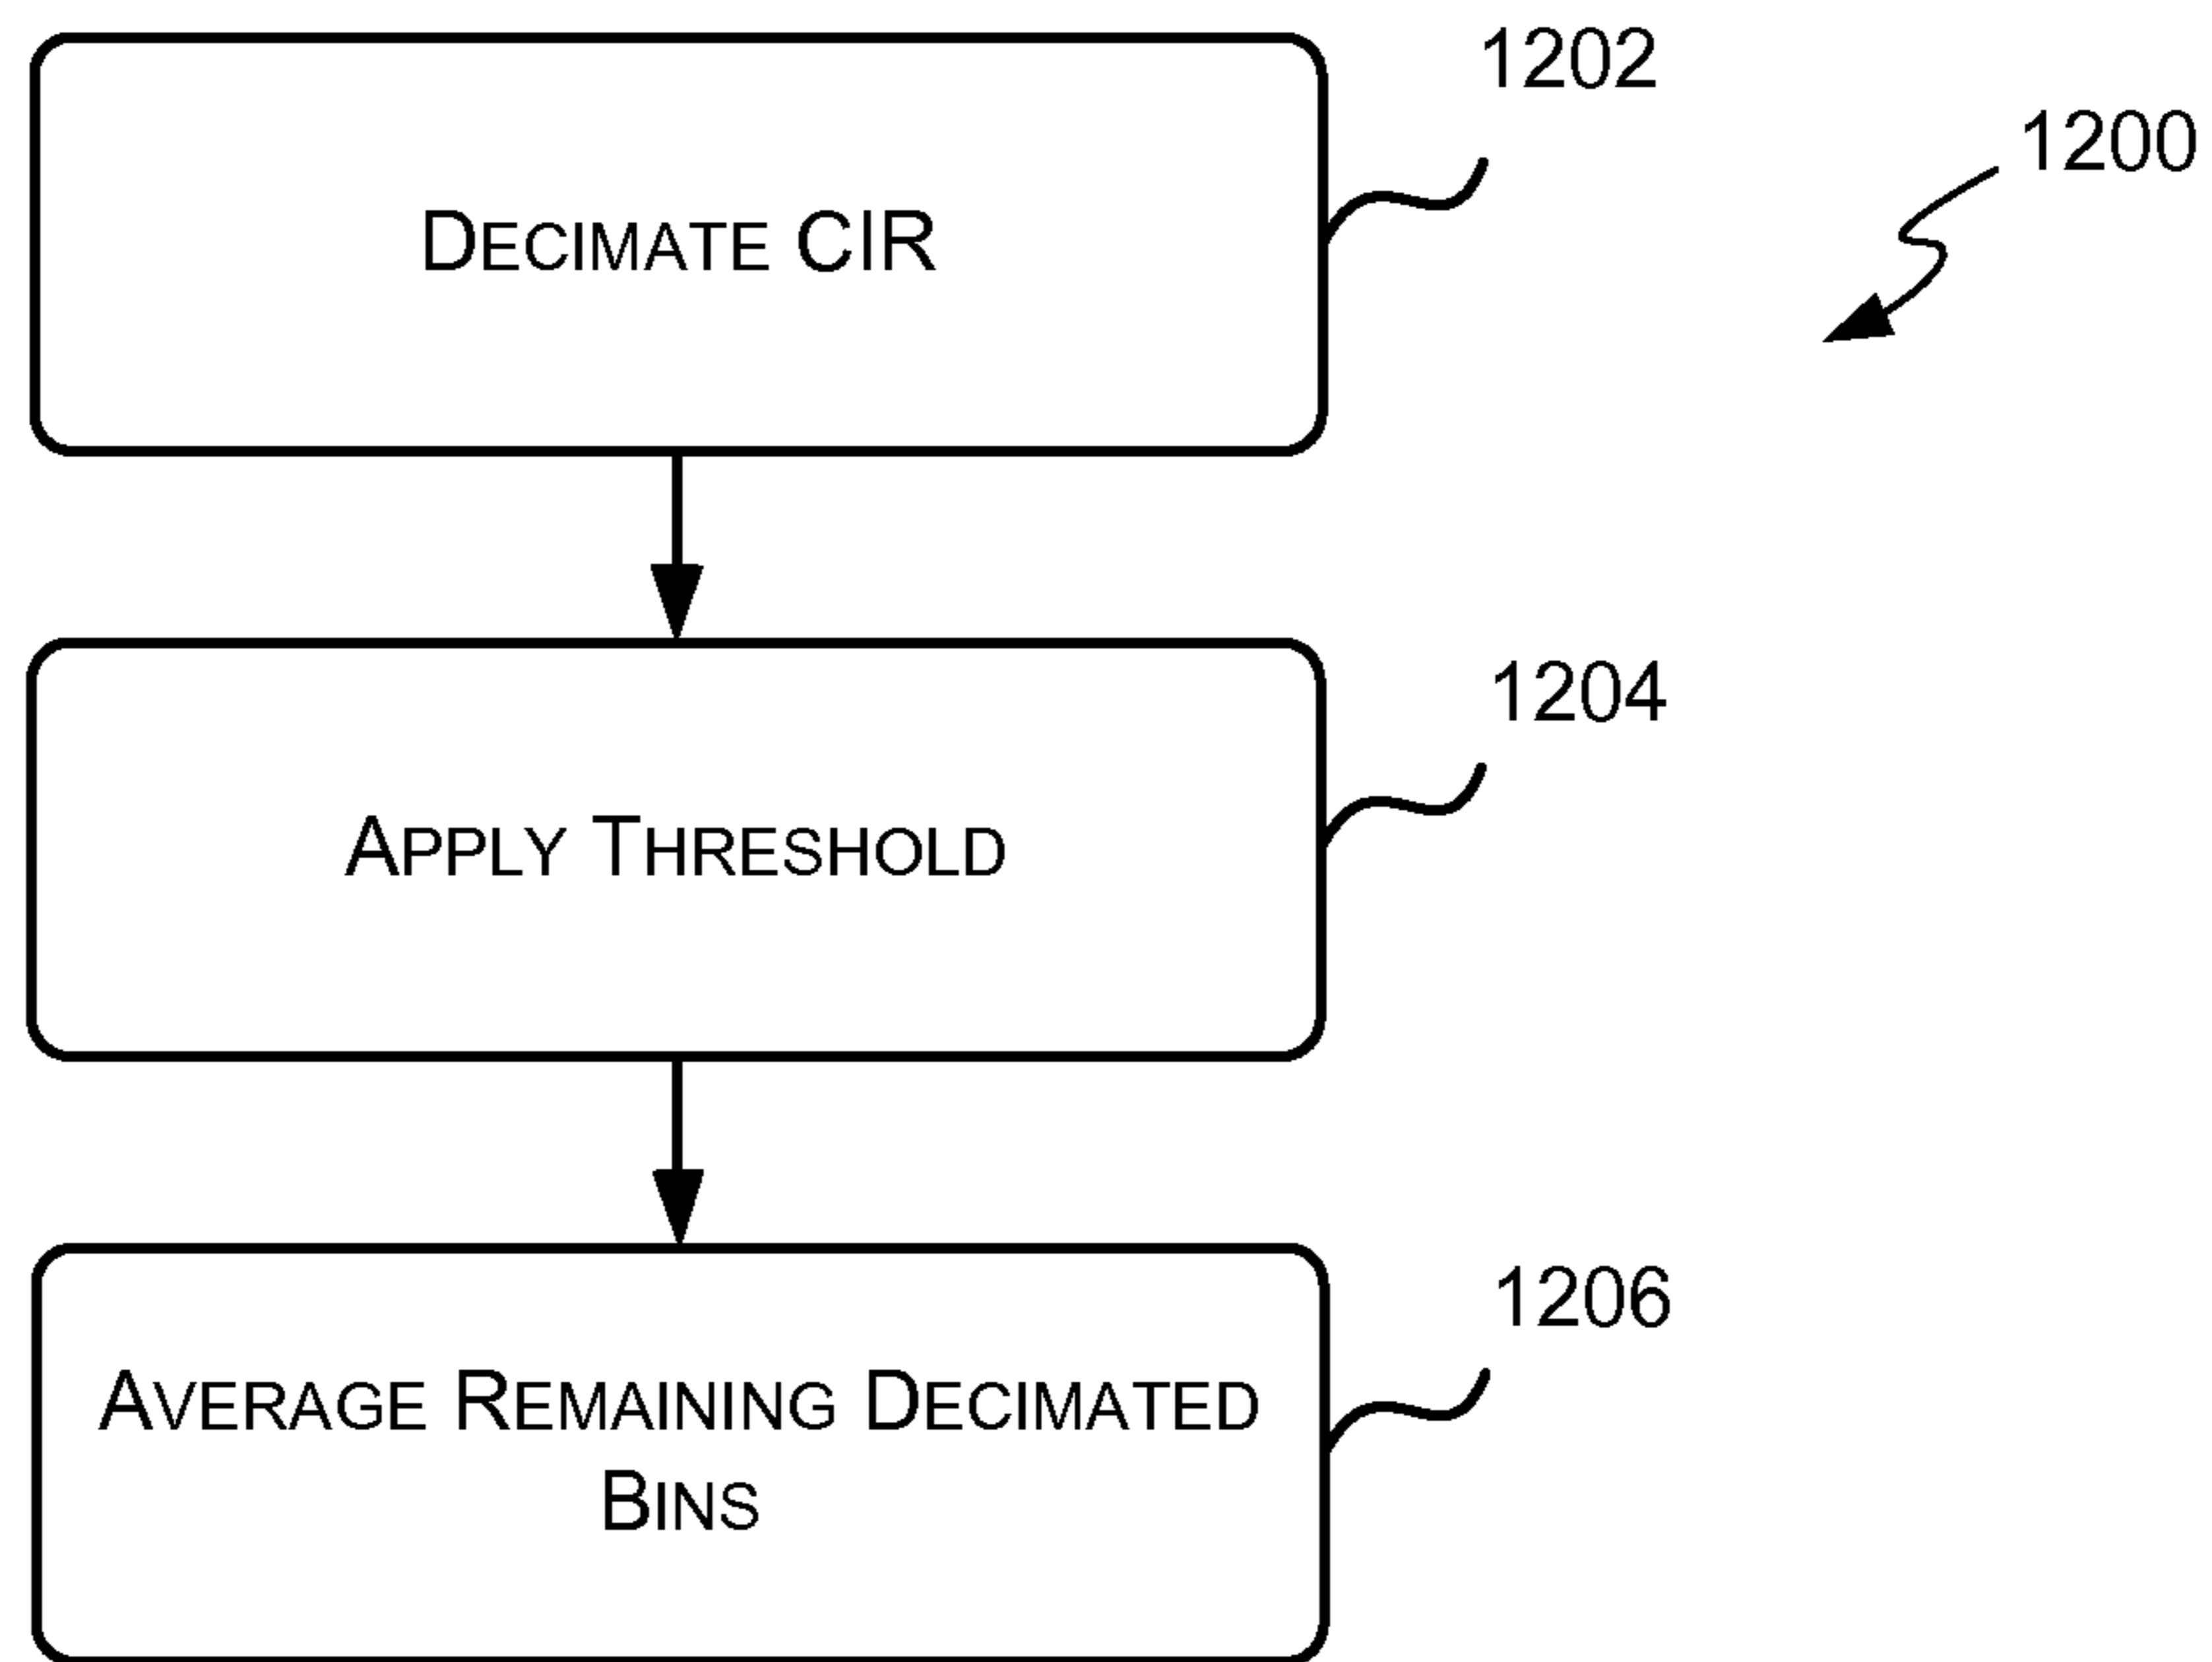 1202
1200
DECIMATE CIR
1204
APPLY THRESHOLD
1206
AVERAGE REMAINING DECIMATED
BINS